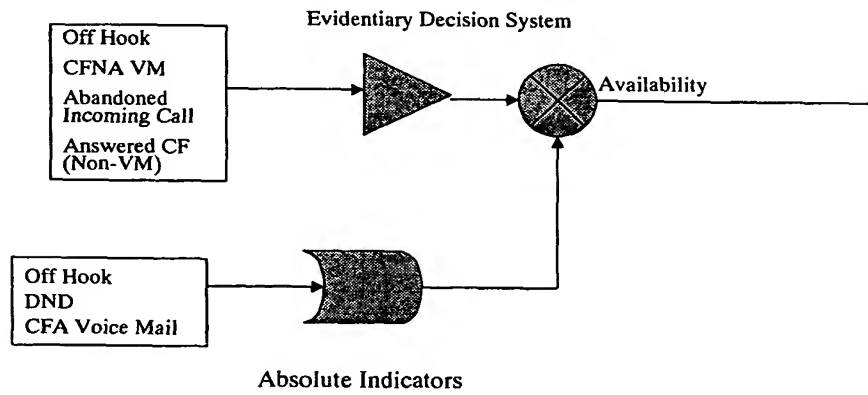 Evidentiary Decision System
Off Hook
CFNA VM
Abandoned
Incoming Call
Answered CF
(Non-VM)
Availability
Off Hook
DND
CFA Voice Mail
Absolute Indicators